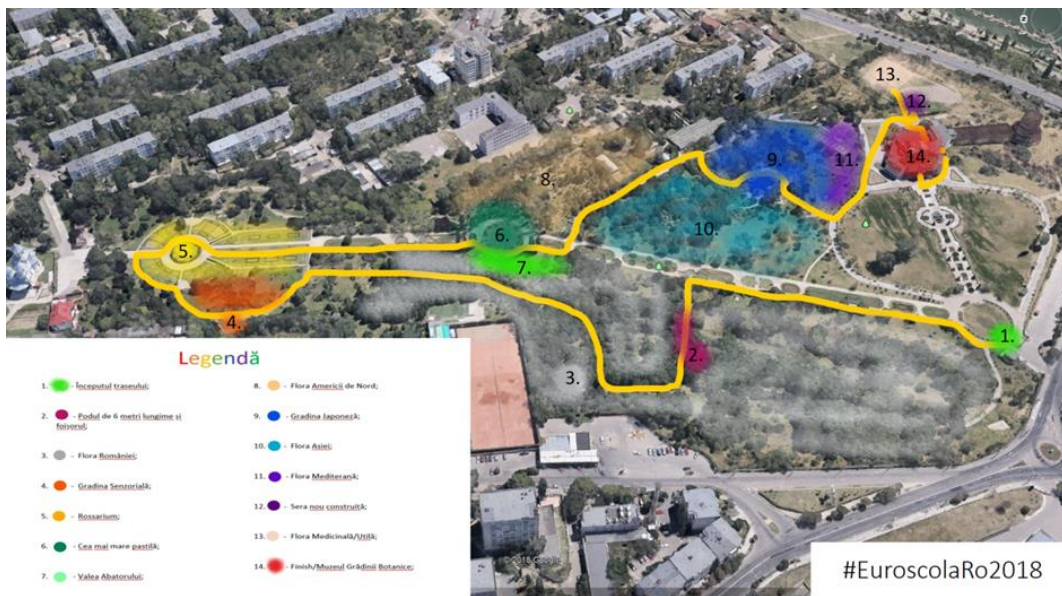 13.
12.
9.
11.
14.
8.
10.
5.
6.
7.
1.
4.
2.
3.
Legendă
1. - Începutul traseului;
2. - Podul de 6 metri lungime și
foișorul;
3. - Flora României;
4. - Gradina Senzorială;
5. - Rossarium;
6. - Cea mai mare pastilă;
7. - Valea Abatorului;
8. - Flora Americii de Nord;
9. - Gradina Japoneză;
10. - Flora Asiei;
11. - Flora Mediterană;
12. - Sera nou construită;
13. - Flora Medicinală/Utilă;
14. - Finish/Muzeul Grădinii Botanice;
© 2018 Google
#EuroscolaRo2018